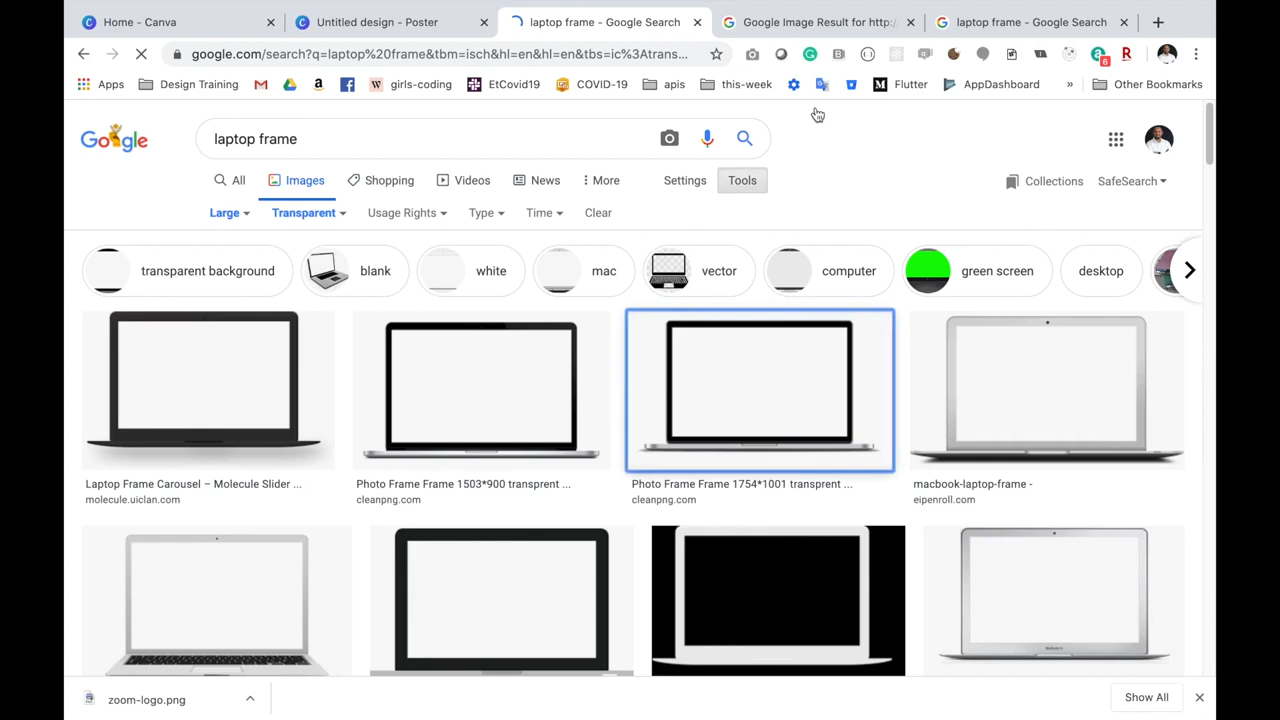 Home - Canva
Untitled design - Poster
laptop frame - Google Search
Google Image Result for http:/
laptop frame - Google Search
google.com/search?q=laptop%20frame&tbm=isch&hl=en&hl=en&tbs=ic%3Atrans...
6
Apps Design Training girls-coding EtCovid19 COVID-19 apis this-week Flutter AppDashboard » Other Bookmarks
Google
laptop frame
All Images Shopping Videos News More Settings Tools Collections SafeSearch
Large Transparent Usage Rights Type Time Clear
transparent background blank white mac vector computer green screen desktop
Laptop Frame Carousel – Molecule Slider ...
molecule.uiclan.com
Photo Frame Frame 1503*900 transprent ...
cleanpng.com
Photo Frame Frame 1754*1001 transprent ...
cleanpng.com
macbook-laptop-frame -
eipenroll.com
zoom-logo.png
Show All